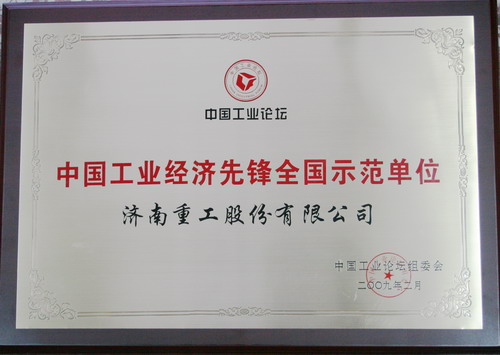 中国工业论坛
中国工业经济先锋全国示范单位
济南重工股份有限公司
中国工业论坛组委会
二〇〇九年二月